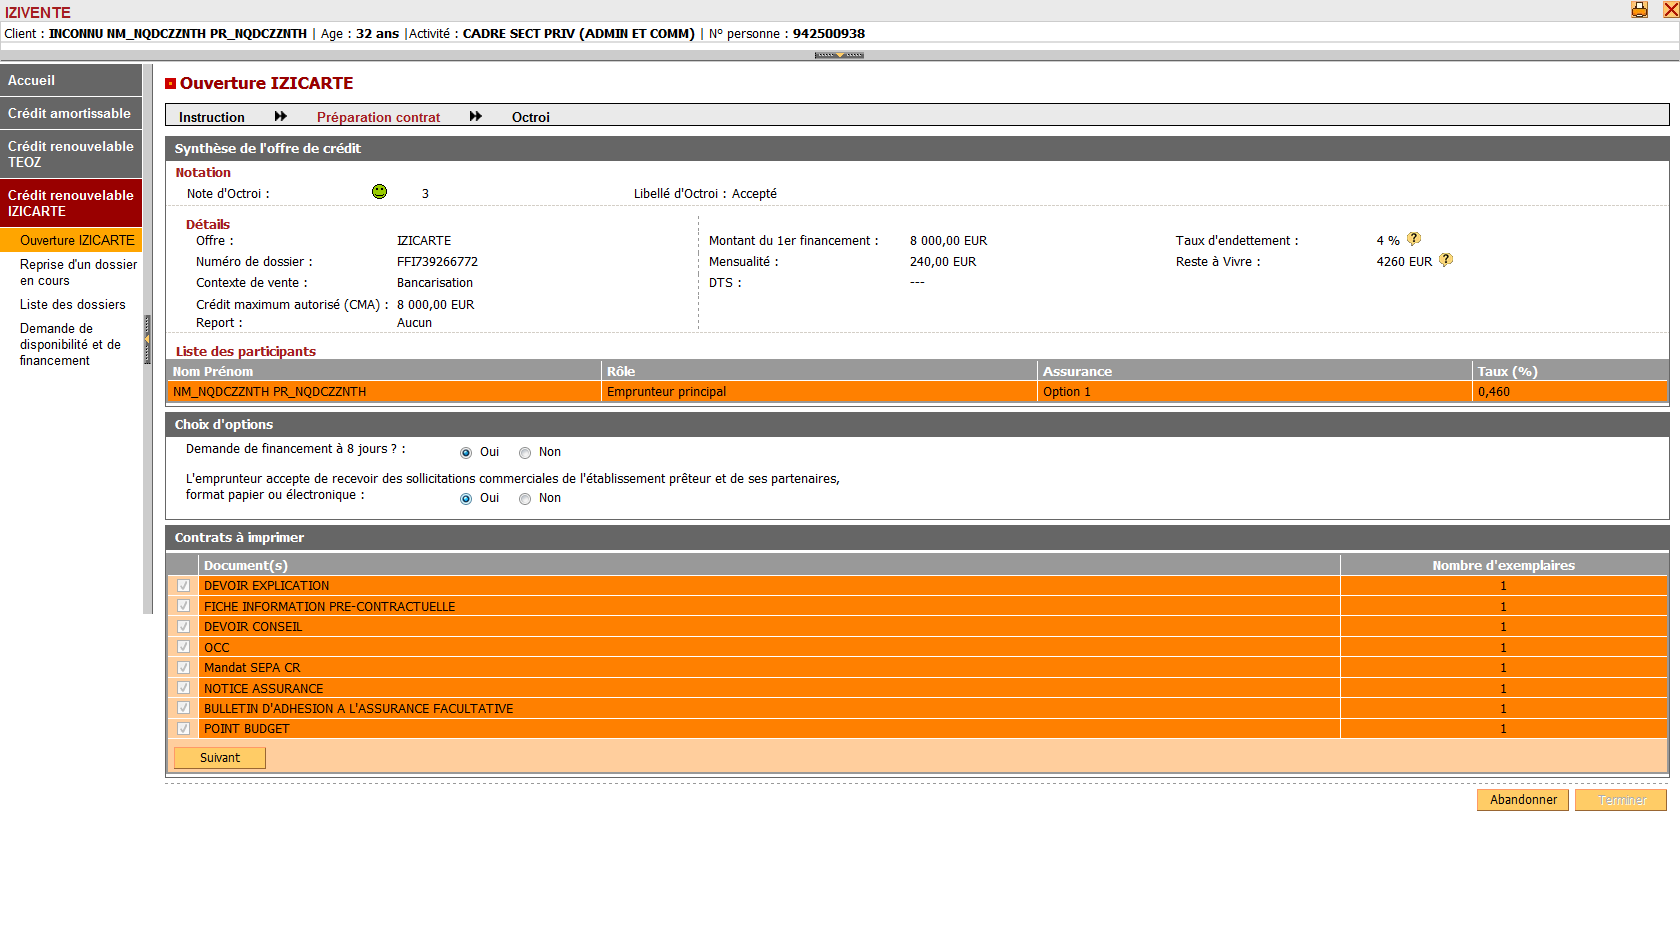 IZIVENTE
Client : INCONNU NM_NQDCZZNTH PR_NQDCZZNTH | Age : 32 ans |Activité : CADRE SECT PRIV (ADMIN ET COMM) | N° personne : 942500938
Accueil
Crédit amortissable
Crédit renouvelable
TEOZ
Crédit renouvelable
IZICARTE
Ouverture IZICARTE
Reprise d'un dossier
en cours
Liste des dossiers
Demande de
disponibilité et de
financement
Ouverture IZICARTE
Instruction Préparation contrat Octroi
Synthèse de l'offre de crédit
Notation
Note d'Octroi : 3 Libellé d'Octroi : Accepté
Détails
Offre : IZICARTE Montant du 1er financement : 8 000,00 EUR Taux d'endettement : 4 % ?
Numéro de dossier : FFI739266772 Mensualité : 240,00 EUR Reste à Vivre : 4260 EUR ?
Contexte de vente : Bancarisation DTS : ---
Crédit maximum autorisé (CMA) : 8 000,00 EUR
Report : Aucun
Liste des participants
Nom Prénom Rôle Assurance Taux (%)
NM_NQDCZZNTH PR_NQDCZZNTH Emprunteur principal Option 1 0,460
Choix d'options
Demande de financement à 8 jours ? : Oui Non
L'emprunteur accepte de recevoir des sollicitations commerciales de l'établissement prêteur et de ses partenaires,
format papier ou électronique : Oui Non
Contrats à imprimer
Document(s) Nombre d'exemplaires
DEVOIR EXPLICATION 1
FICHE INFORMATION PRE-CONTRACTUELLE 1
DEVOIR CONSEIL 1
OCC 1
Mandat SEPA CR 1
NOTICE ASSURANCE 1
BULLETIN D'ADHESION A L'ASSURANCE FACULTATIVE 1
POINT BUDGET 1
Suivant
Abandonner Terminer